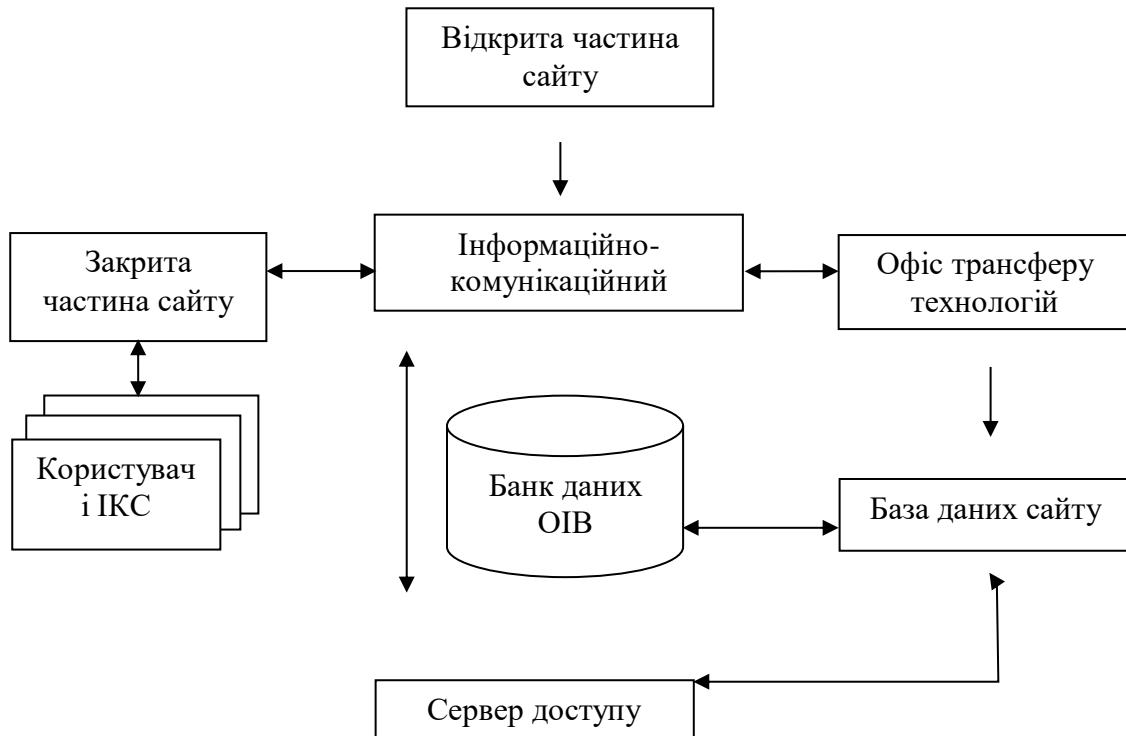 Відкрита частина
сайту
Закрита
частина сайту
Інформаційно-
комунікаційний
Офіс трансферу
технологій
Користувач
і ІКС
Банк даних
ОІВ
База даних сайту
Сервер доступу